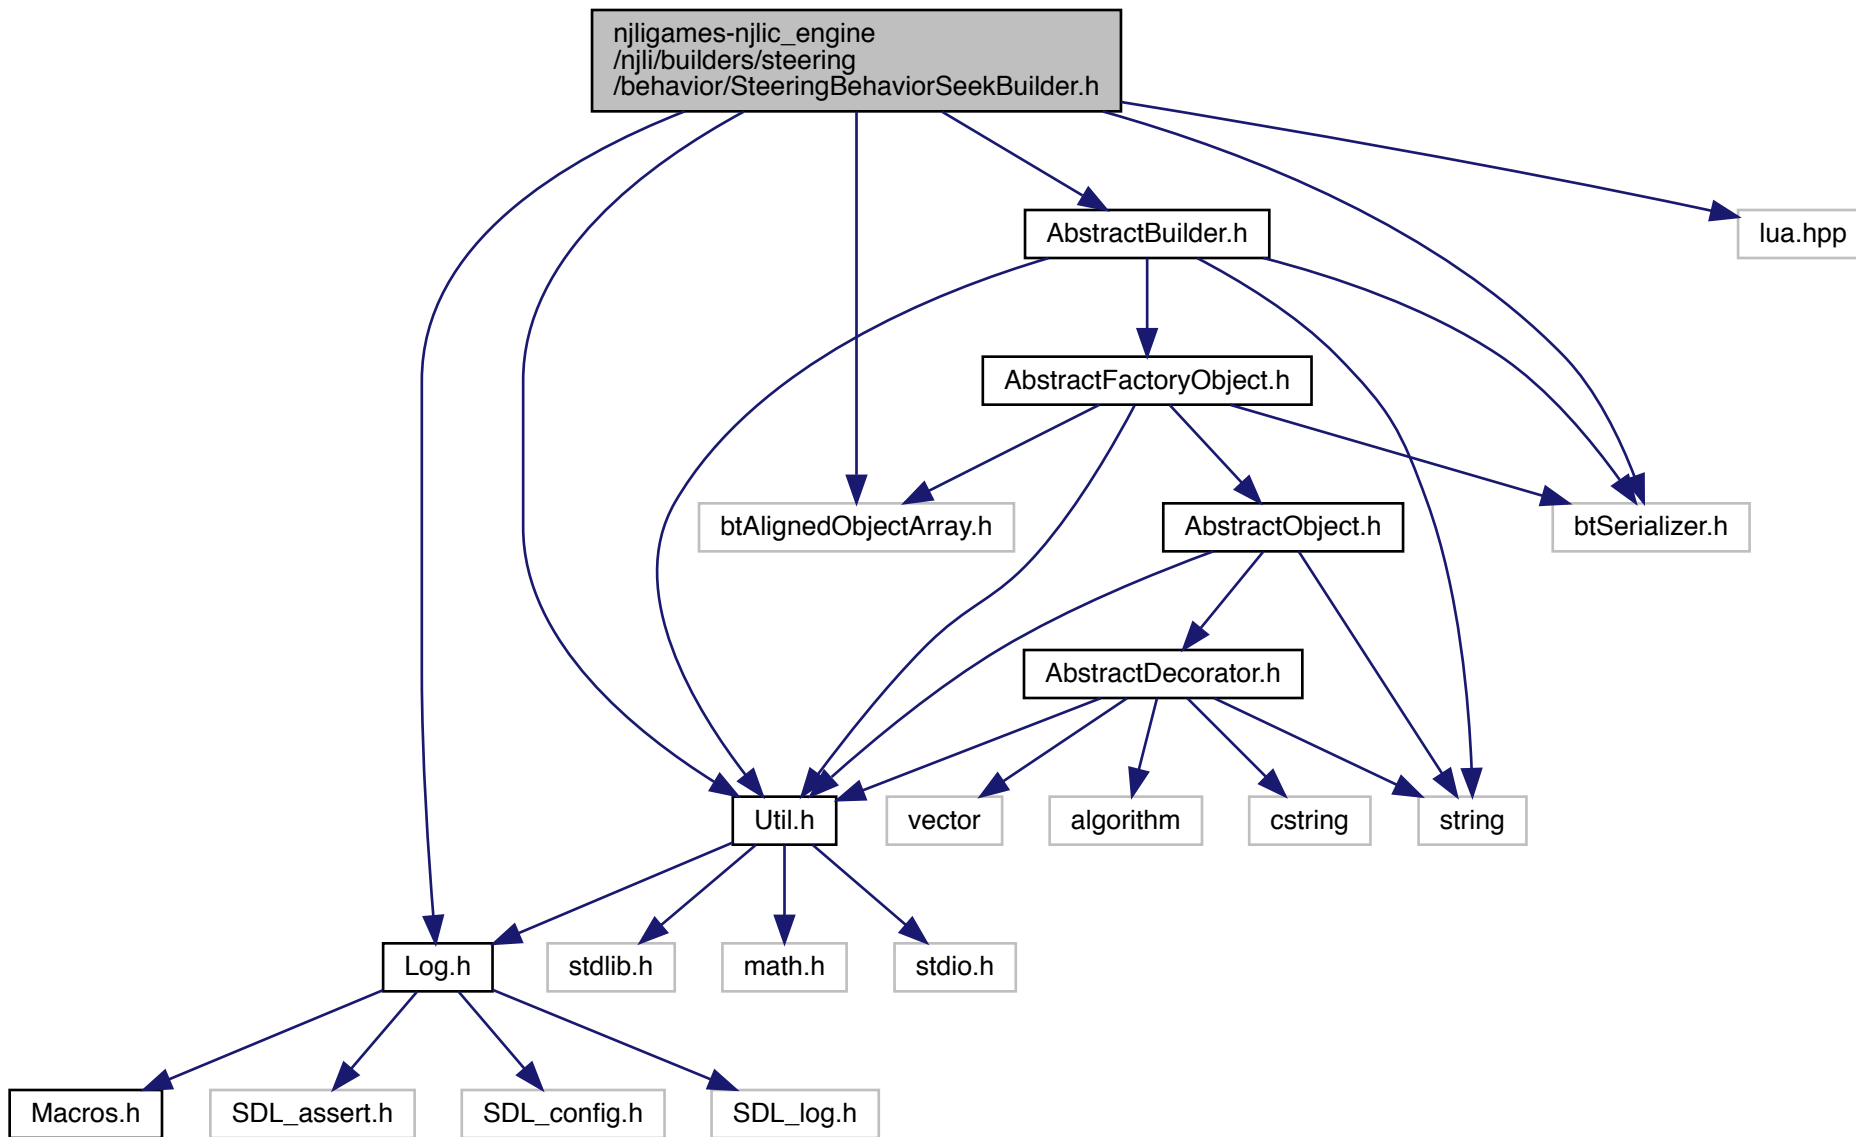 njligames-njlic_engine
/njli/builders/steering
/behavior/SteeringBehaviorSeekBuilder.h
AbstractBuilder.h
lua.hpp
AbstractFactoryObject.h
btAlignedObjectArray.h
AbstractObject.h
btSerializer.h
AbstractDecorator.h
Util.h
vector
algorithm
cstring
string
Log.h
stdlib.h
math.h
stdio.h
Macros.h
SDL_assert.h
SDL_config.h
SDL_log.h